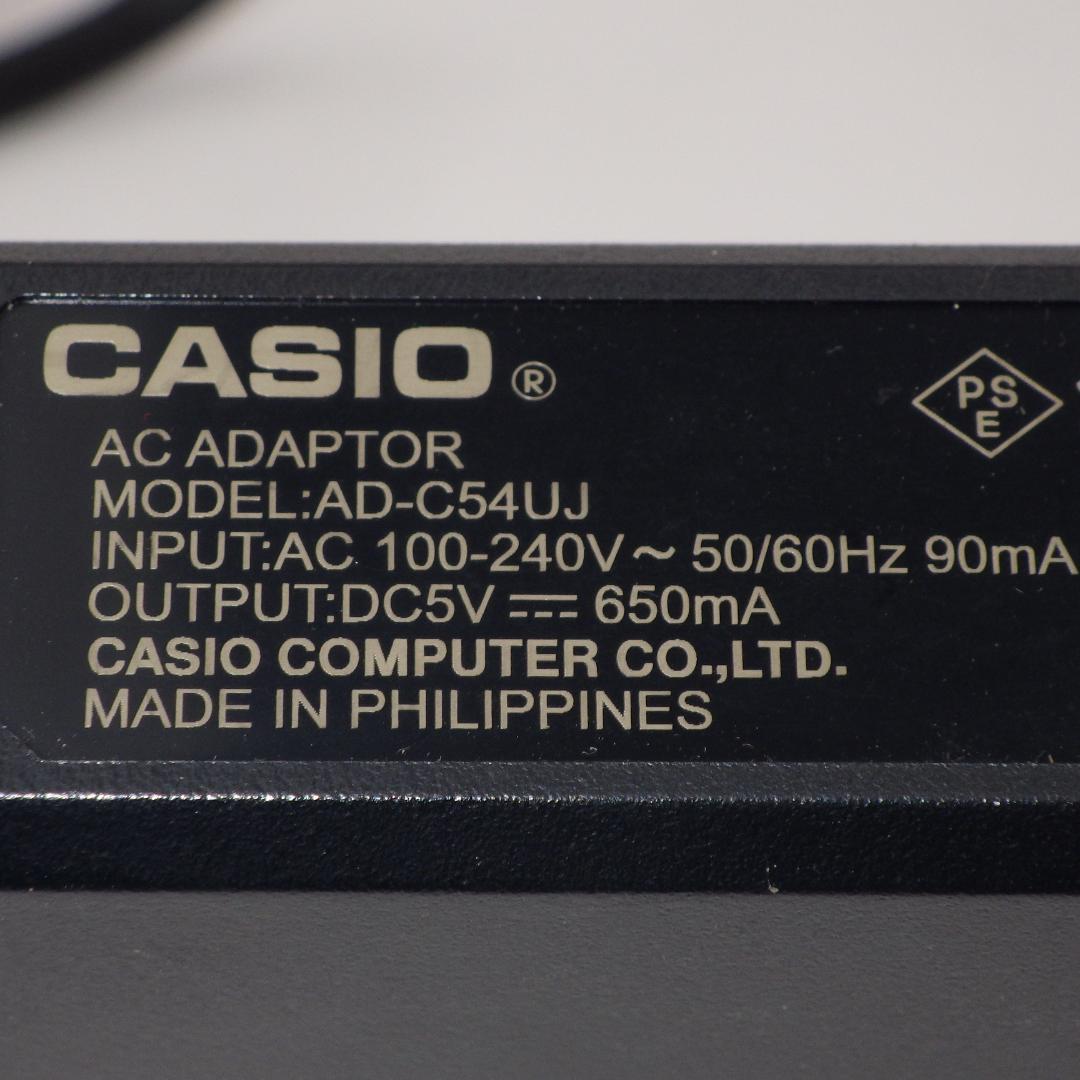 CASIO®
PS
E
AC ADAPTOR
MODEL:AD-C54UJ
INPUT:AC 100-240V~ 50/60Hz 90mA
OUTPUT:DC5V ⎓ 650mA
CASIO COMPUTER CO.,LTD.
MADE IN PHILIPPINES